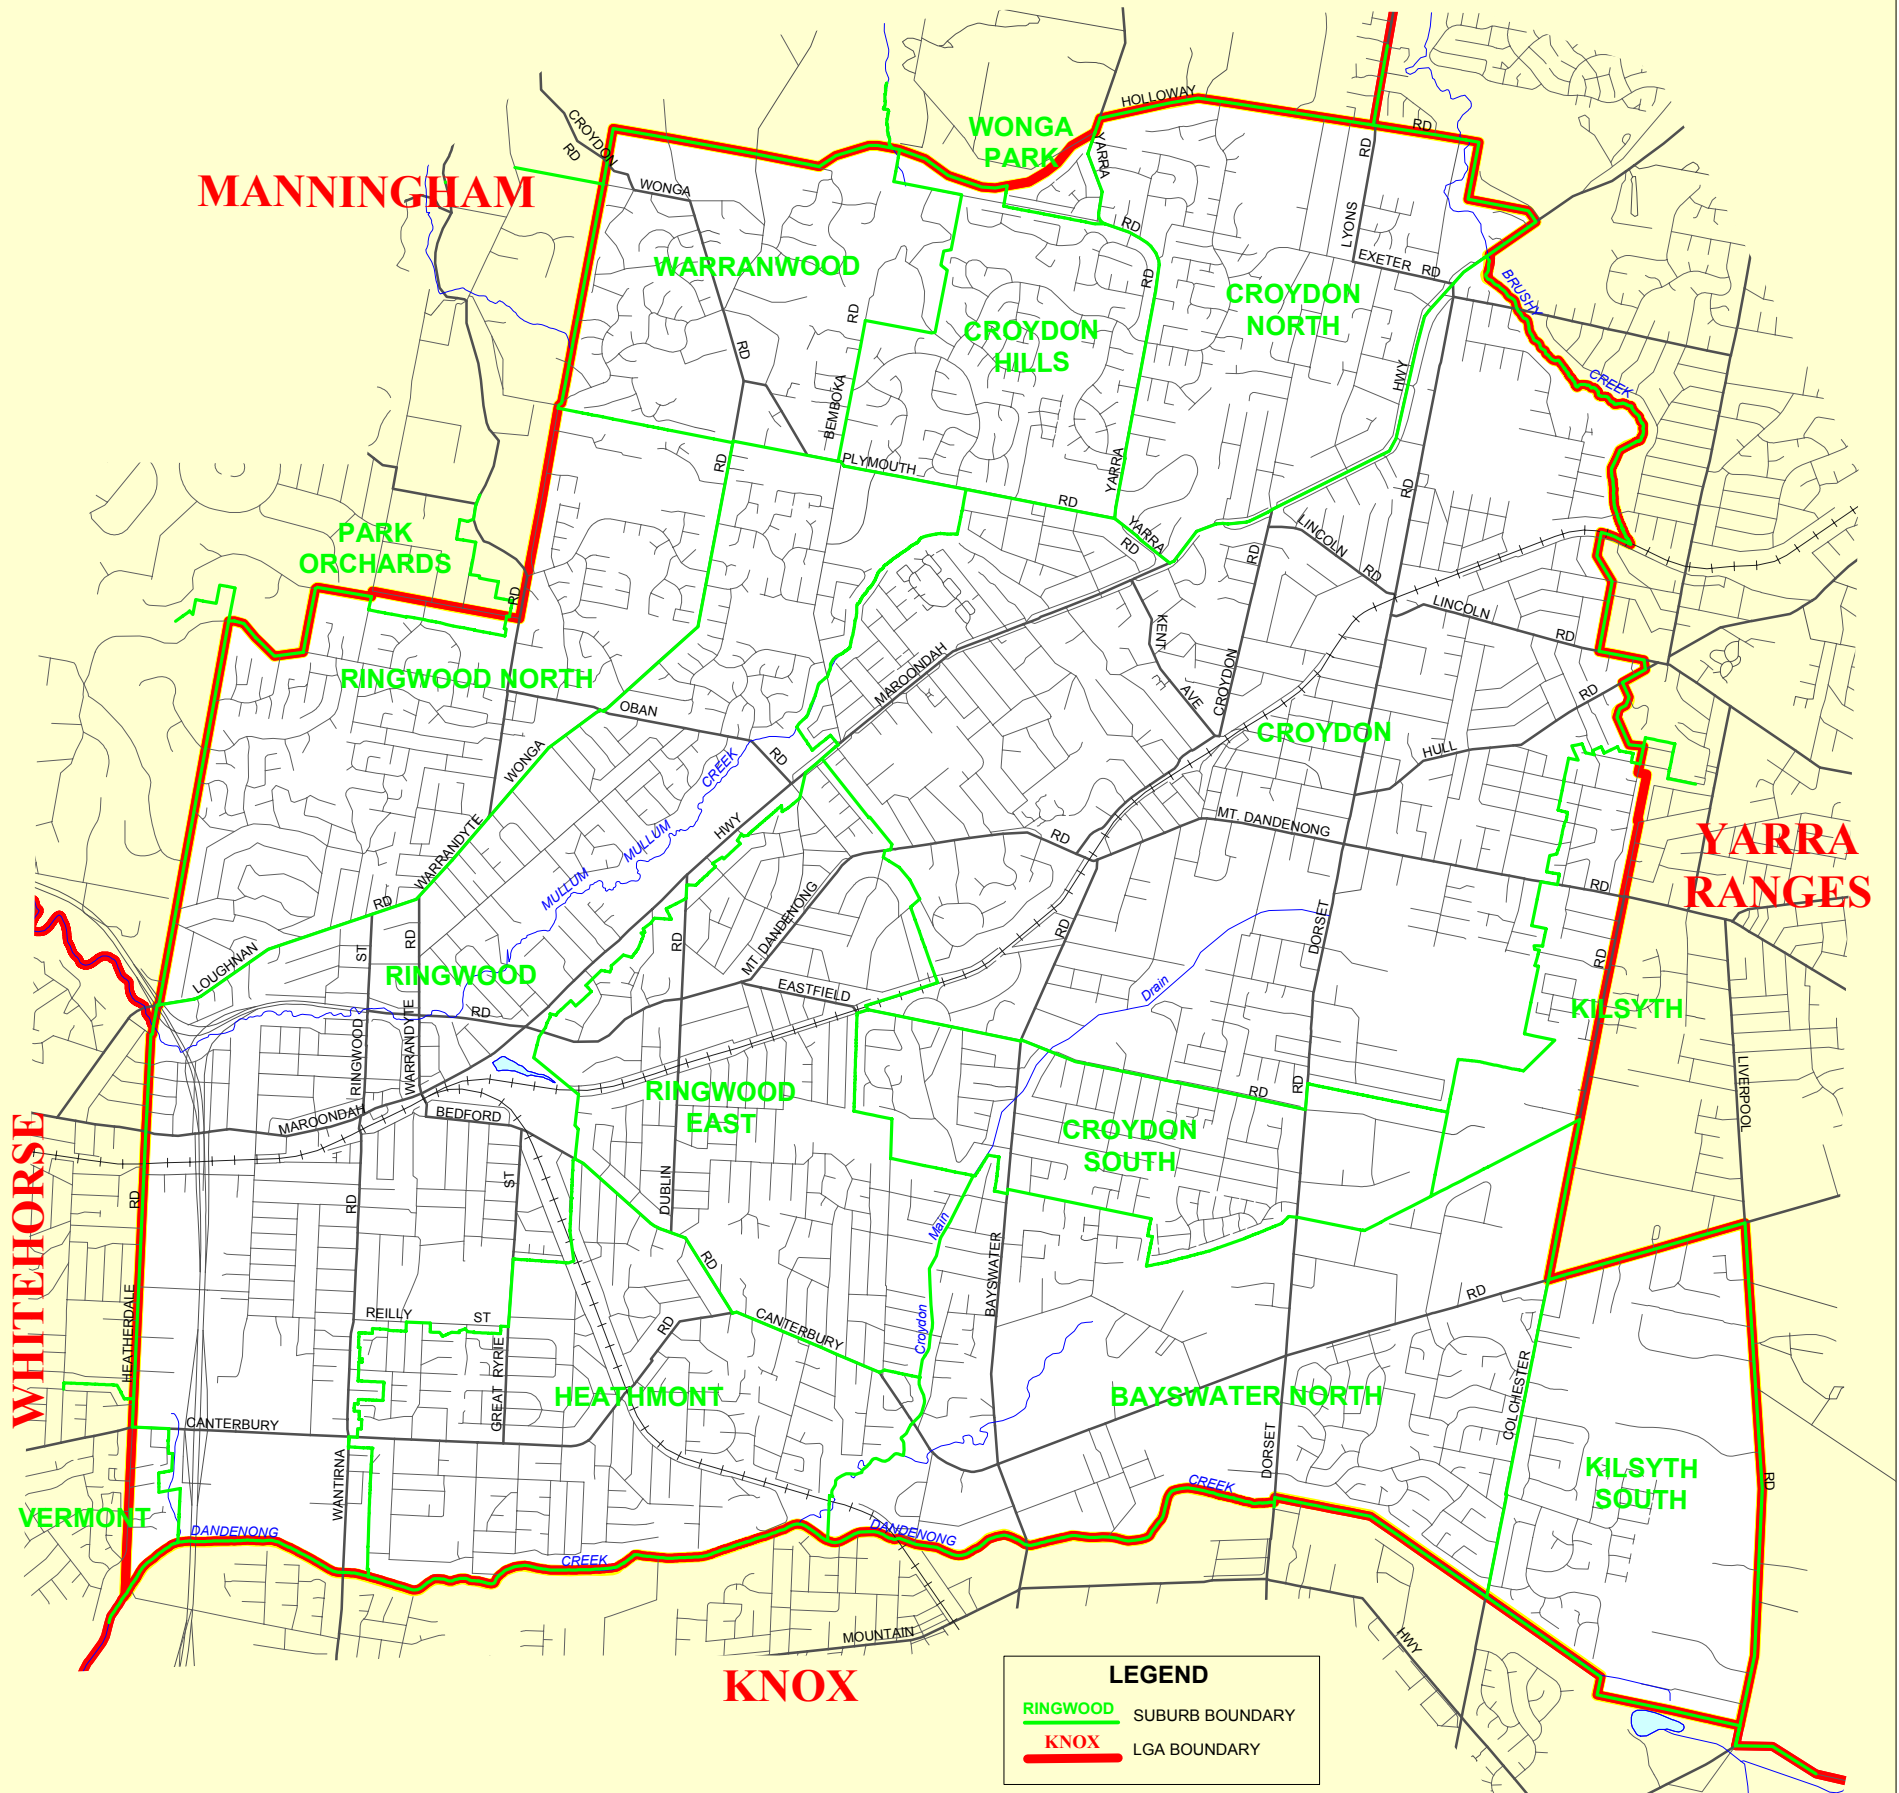 HOLLOWAY
RD
WONGA
PARK
CROYDON
RD
YARRA
RD
MANNINGHAM
WONGA
LYONS
RD
EXETER RD
WARRANWOOD
RD
CROYDON
NORTH
BRUSHY
CREEK
RD
CROYDON
HILLS
RD
HWY
BEMBOKA
PLYMOUTH
RD
RD
YARRA
RD
YARRA
RD
LINCOLN
RD
RD
PARK
ORCHARDS
RD
LINCOLN
RD
KENT
AVE
CROYDON
RINGWOOD NORTH
OBAN
RD
MAROONDAH
RD
CROYDON
HULL
WONGA
CREEK
MULLUM
MULLUM
HWY
RD
MT. DANDENONG
YARRA
RANGES
WARRANDYTE
RD
RD
DORSET
MT. DANDENONG
RD
RD
LOUGHNAN
ST
RD
RINGWOOD
RD
EASTFIELD
Drain
RD
KILSYTH
RINGWOOD
WARRANDYTE
RINGWOOD
EAST
RD
RD
LIVERPOOL
MAROONDAH
BEDFORD
CROYDON
SOUTH
WHITEHORSE
RD
RD
ST
DUBLIN
Main
RD
BAYSWATER
HEATHERDALE
REILLY
ST
RD
CANTERBURY
Croydon
RD
GREAT RYRIE
HEATHMONT
BAYSWATER NORTH
COLCHESTER
CANTERBURY
WANTIRNA
DORSET
KILSYTH
SOUTH
RD
CREEK
VERMONT
DANDENONG
CREEK
DANDENONG
MOUNTAIN
HWY
KNOX
LEGEND
RINGWOOD
SUBURB BOUNDARY
KNOX
LGA BOUNDARY